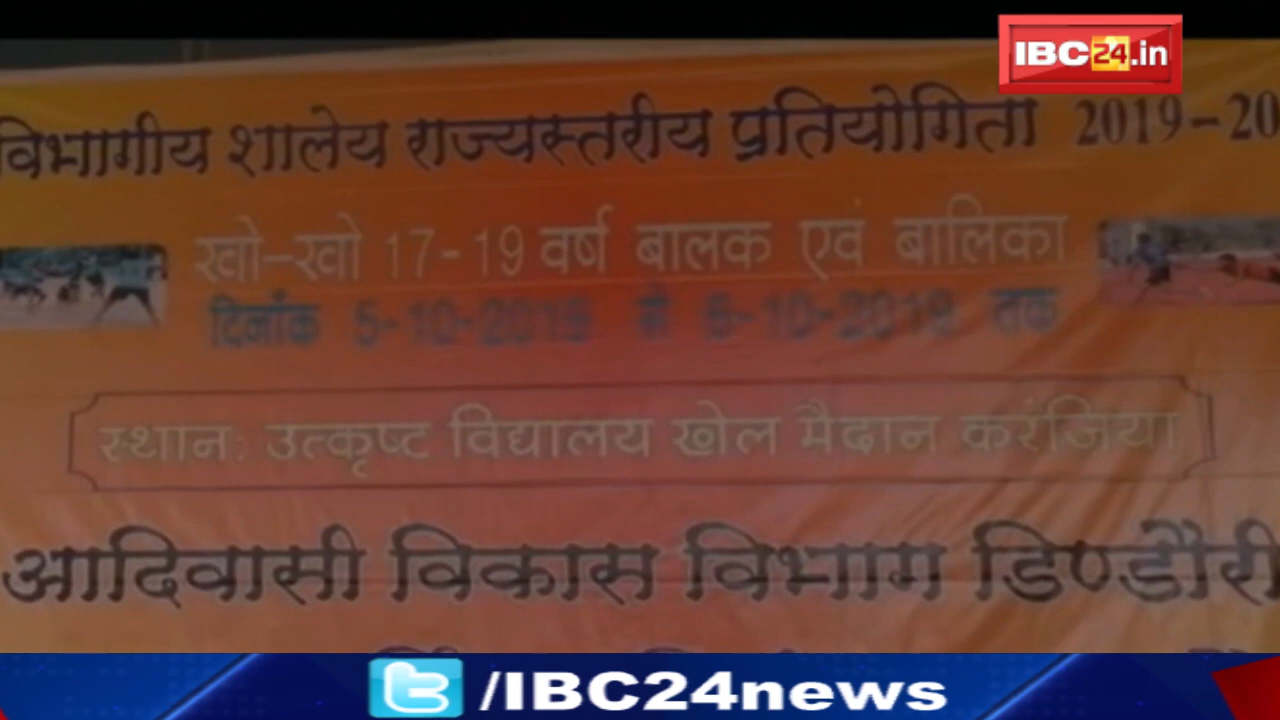 IBC24.in
विभागीय शालेय राज्यस्तरीय प्रतियोगिता 2019-20
खो-खो 17-19 वर्ष बालक एवं बालिका
दिनाँक 5-10-2019 से 8-10-2019 तक
स्थान: उत्कृष्ट विद्यालय खेल मैदान करंजिया
आदिवासी विकास विभाग डिण्डौरी
/IBC24news